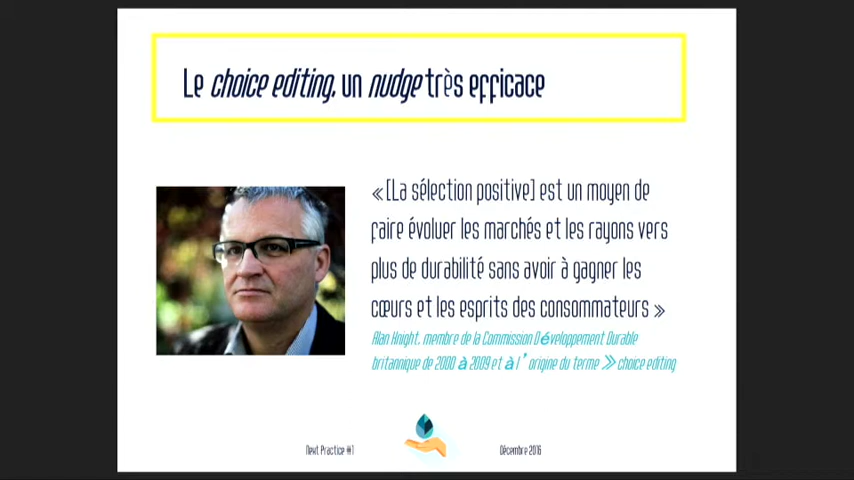 Le choice editing, un nudge très efficace
« [La sélection positive] est un moyen de
faire évoluer les marchés et les rayons vers
plus de durabilité sans avoir à gagner les
cœurs et les esprits des consommateurs »
Alan Knight, membre de la Commission Développement Durable
britannique de 2000 à 2009 et à l’origine du terme » choice editing
Next Practice #1
Décembre 2016